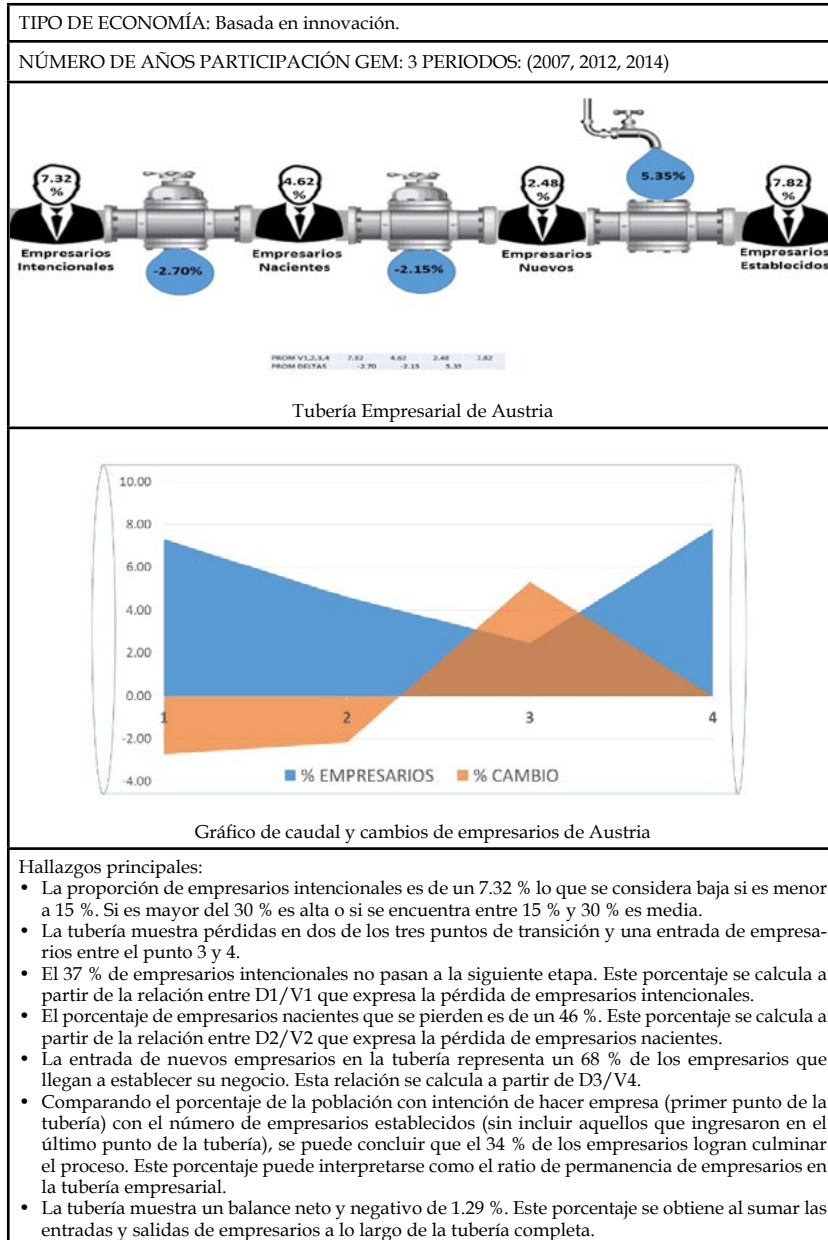 TIPO DE ECONOMÍA: Basada en innovación.
NÚMERO DE AÑOS PARTICIPACIÓN GEM: 3 PERIODOS: (2007, 2012, 2014)
7.32
%
4.62
%
2.48
%
5.35%
7.82
%
Empresarios
Intencionales
-2.70%
Empresarios
Nacientes
-2.15%
Empresarios
Nuevos
Empresarios
Establecidos
PROM V1,2,3,4 7.32 4.62 2.48 7.82
PROM DELTAS -2.70 -2.15 5.35
Tubería Empresarial de Austria
10.00
8.00
6.00
4.00
2.00
0.00
-2.00
-4.00
1 2 3 4
% EMPRESARIOS % CAMBIO
Gráfico de caudal y cambios de empresarios de Austria
Hallazgos principales:
• La proporción de empresarios intencionales es de un 7.32 % lo que se considera baja si es menor
a 15 %. Si es mayor del 30 % es alta o si se encuentra entre 15 % y 30 % es media.
• La tubería muestra pérdidas en dos de los tres puntos de transición y una entrada de empresa-
rios entre el punto 3 y 4.
• El 37 % de empresarios intencionales no pasan a la siguiente etapa. Este porcentaje se calcula a
partir de la relación entre D1/V1 que expresa la pérdida de empresarios intencionales.
• El porcentaje de empresarios nacientes que se pierden es de un 46 %. Este porcentaje se calcula a
partir de la relación entre D2/V2 que expresa la pérdida de empresarios nacientes.
• La entrada de nuevos empresarios en la tubería representa un 68 % de los empresarios que
llegan a establecer su negocio. Esta relación se calcula a partir de D3/V4.
• Comparando el porcentaje de la población con intención de hacer empresa (primer punto de la
tubería) con el número de empresarios establecidos (sin incluir aquellos que ingresaron en el
último punto de la tubería), se puede concluir que el 34 % de los empresarios logran culminar
el proceso. Este porcentaje puede interpretarse como el ratio de permanencia de empresarios en
la tubería empresarial.
• La tubería muestra un balance neto y negativo de 1.29 %. Este porcentaje se obtiene al sumar las
entradas y salidas de empresarios a lo largo de la tubería completa.